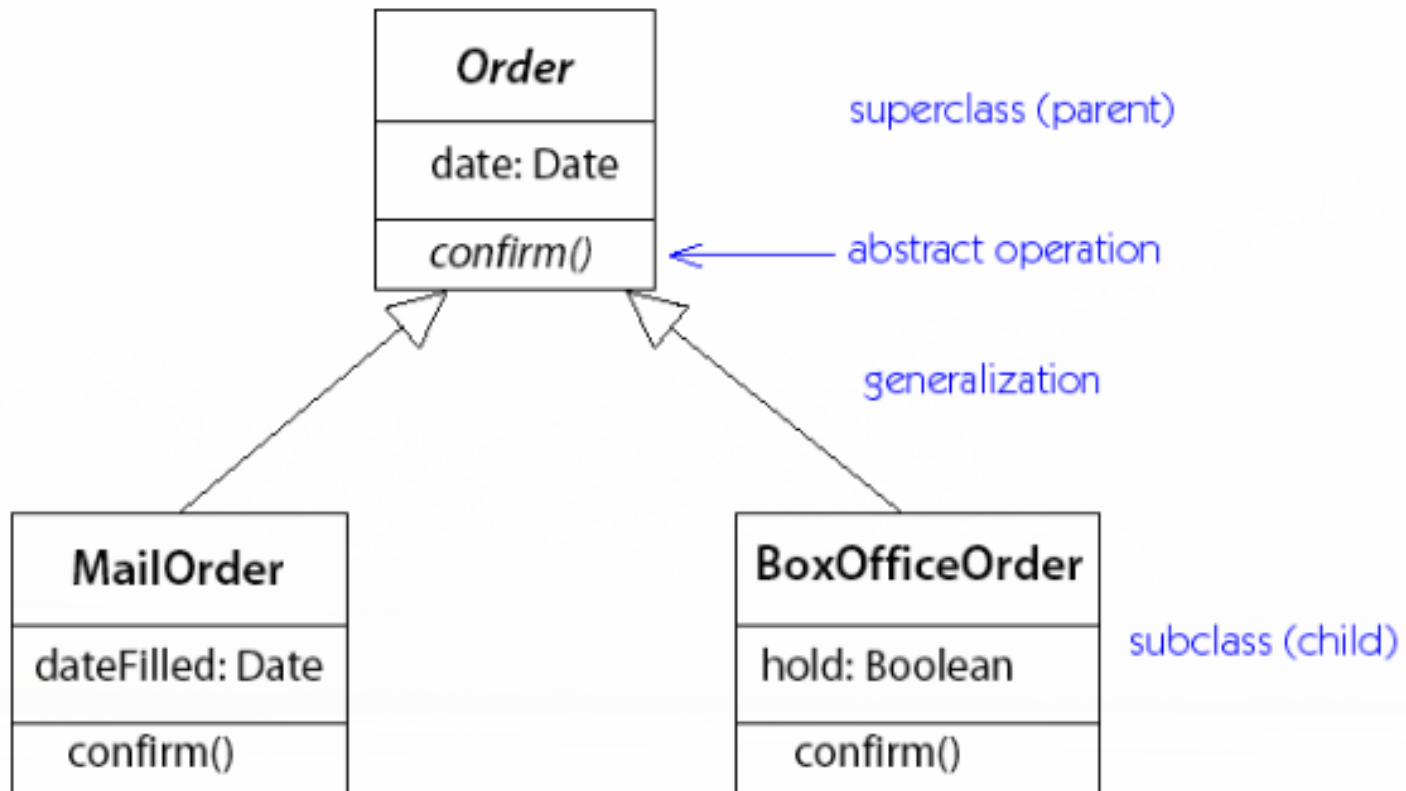 Order
superclass (parent)
date: Date
confirm()
abstract operation
generalization
MailOrder
BoxOfficeOrder
dateFilled: Date
hold: Boolean
subclass (child)
confirm()
confirm()